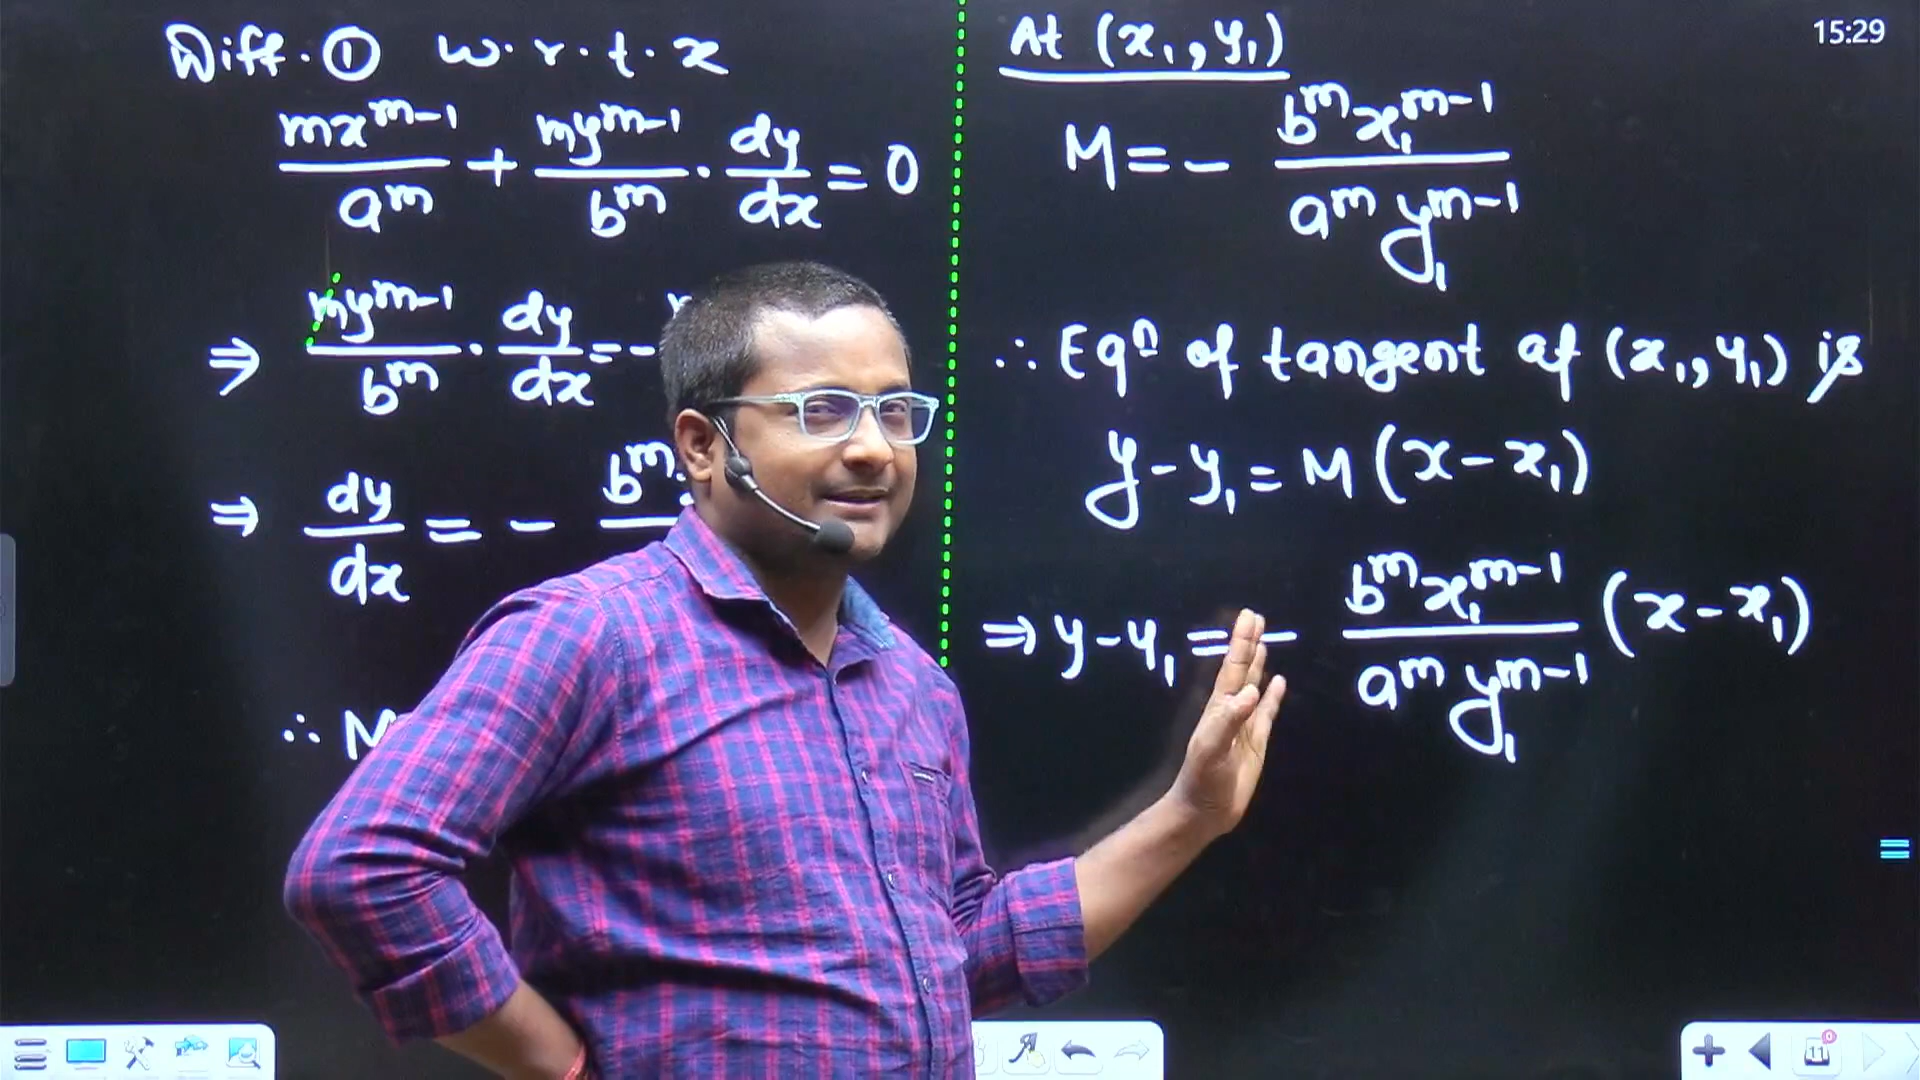 Diff. ① w.r.t. x
mx^{m-1}/a^m + my^{m-1}/b^m . dy/dx = 0
⇒ my^{m-1}/b^m . dy/dx = -
⇒ dy/dx = - b^m
∴ M
At (x₁, y₁)
M = - b^m x₁^{m-1}/a^m y₁^{m-1}
∴ Eqⁿ of tangent at (x₁, y₁) is
y - y₁ = M (x - x₁)
⇒ y - y₁ = - b^m x₁^{m-1}/a^m y₁^{m-1} (x - x₁)
15:29
11
0